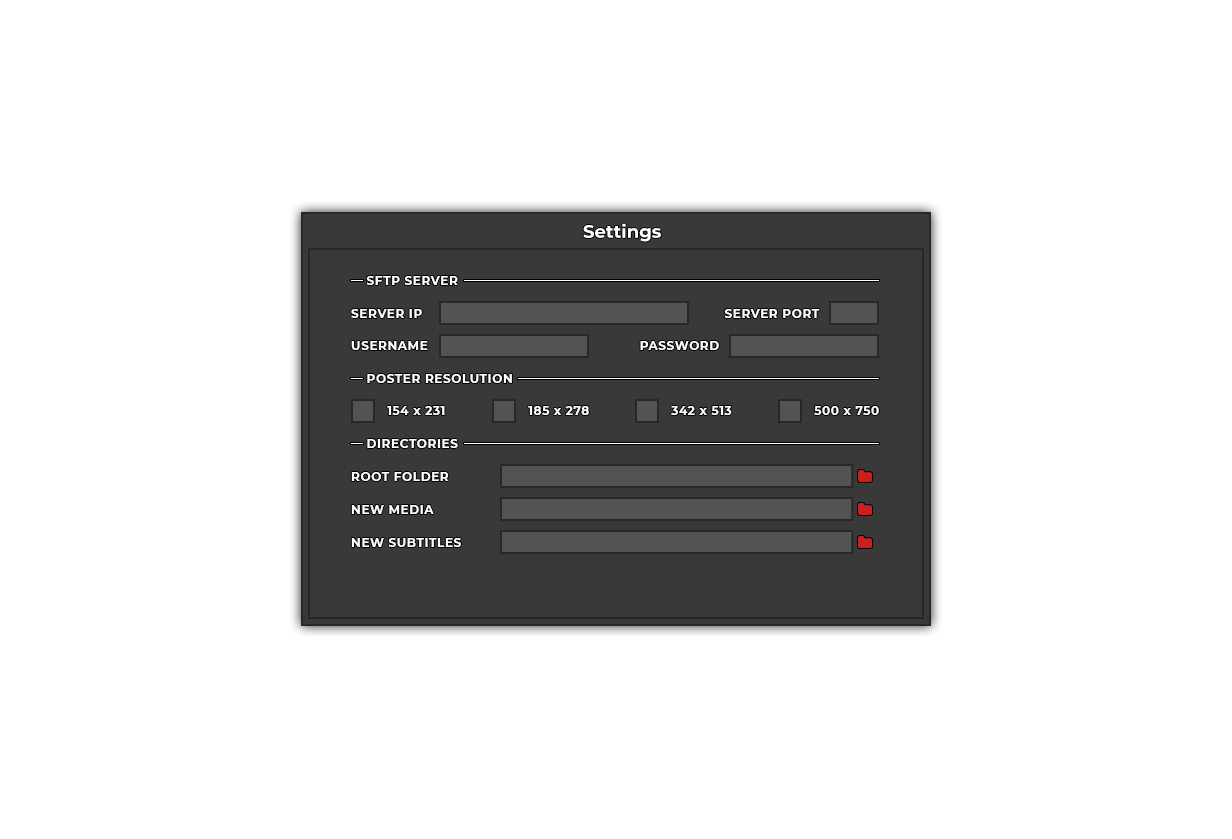 Settings
SFTP SERVER
SERVER IP SERVER PORT
USERNAME PASSWORD
POSTER RESOLUTION
154 x 231 185 x 278 342 x 513 500 x 750
DIRECTORIES
ROOT FOLDER
NEW MEDIA
NEW SUBTITLES